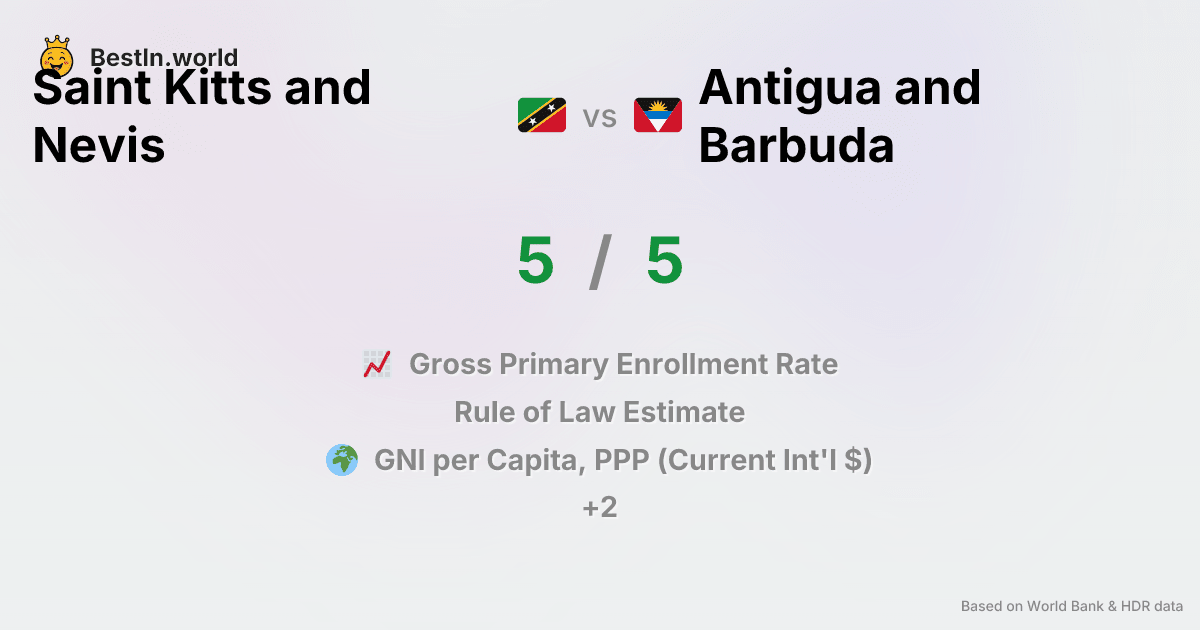 BestIn.world
Saint Kitts and
Nevis
vs
Antigua and
Barbuda
5 / 5
Gross Primary Enrollment Rate
Rule of Law Estimate
GNI per Capita, PPP (Current Int'l $)
+2
Based on World Bank & HDR data